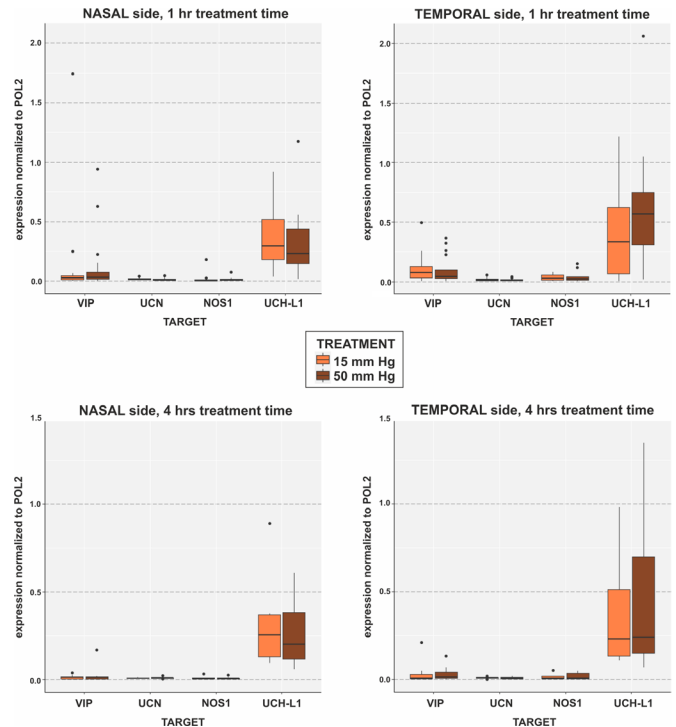 NASAL side, 1 hr treatment time
expression normalized to POL2
2.0
1.5
1.0
0.5
0.0
VIP UCN NOS1 UCH-L1
TARGET
TEMPORAL side, 1 hr treatment time
expression normalized to POL2
2.0
1.5
1.0
0.5
0.0
VIP UCN NOS1 UCH-L1
TARGET
TREATMENT
15 mm Hg
50 mm Hg
NASAL side, 4 hrs treatment time
expression normalized to POL2
1.5
1.0
0.5
0.0
VIP UCN NOS1 UCH-L1
TARGET
TEMPORAL side, 4 hrs treatment time
expression normalized to POL2
1.5
1.0
0.5
0.0
VIP UCN NOS1 UCH-L1
TARGET